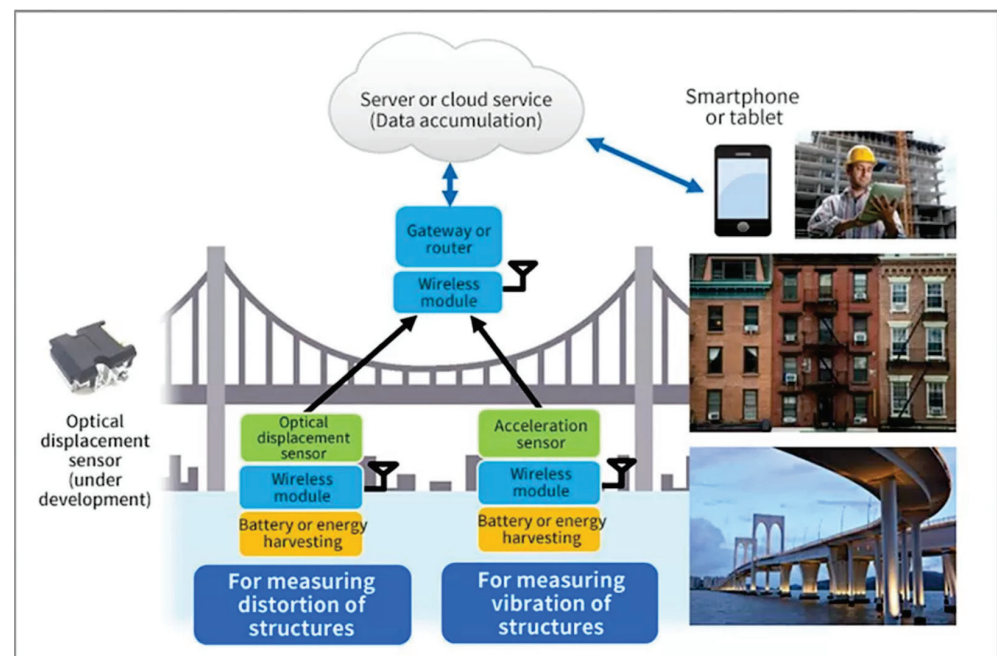 Server or cloud service
(Data accumulation)
Smartphone
or tablet
Gateway or
router
Wireless
module
Optical
displacement
sensor
(under
development)
Optical
displacement
sensor
Wireless
module
Battery or energy
harvesting
For measuring
distortion of
structures
Acceleration
sensor
Wireless
module
Battery or energy
harvesting
For measuring
vibration of
structures